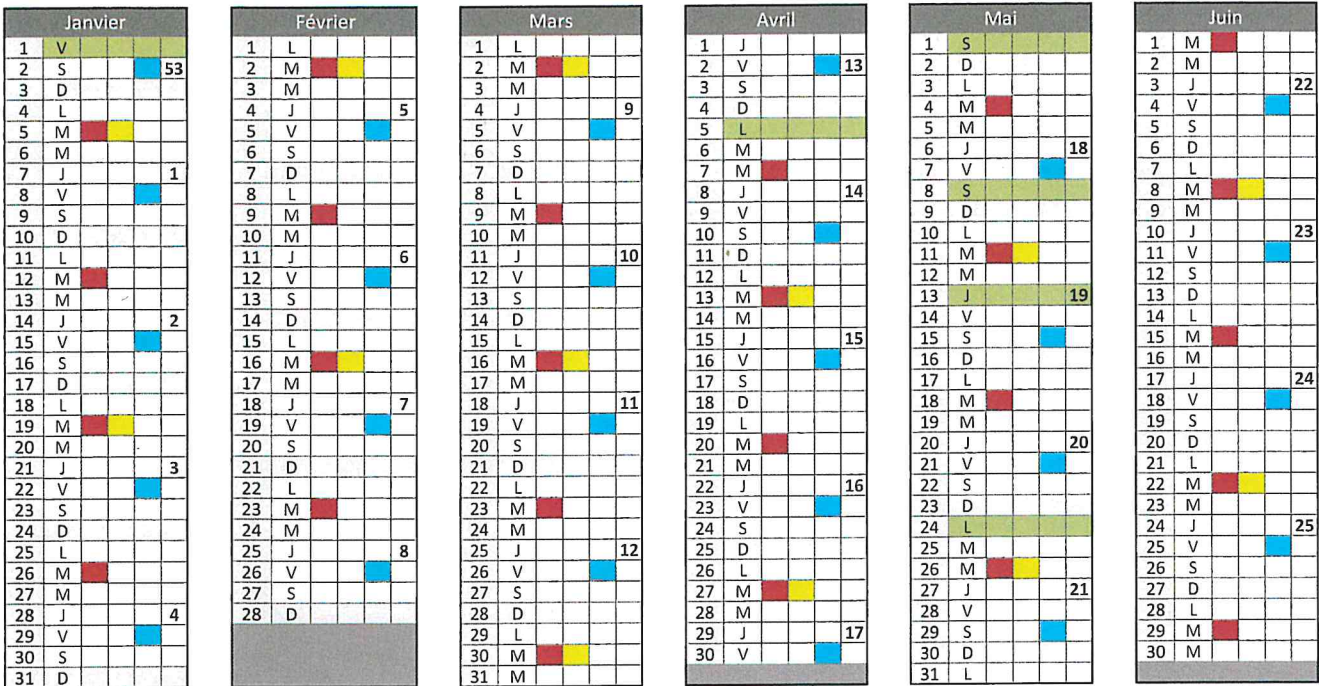 Janvier
1 V
2 S 53
3 D
4 L
5 M
6 M
7 J 1
8 V
9 S
10 D
11 L
12 M
13 M
14 J 2
15 V
16 S
17 D
18 L
19 M
20 M
21 J 3
22 V
23 S
24 D
25 L
26 M
27 M
28 J 4
29 V
30 S
31 D
Février
1 L
2 M
3 M
4 J 5
5 V
6 S
7 D
8 L
9 M
10 M
11 J 6
12 V
13 S
14 D
15 L
16 M
17 M
18 J 7
19 V
20 S
21 D
22 L
23 M
24 M
25 J 8
26 V
27 S
28 D
Mars
1 L
2 M
3 M
4 J 9
5 V
6 S
7 D
8 L
9 M
10 M
11 J 10
12 V
13 S
14 D
15 L
16 M
17 M
18 J 11
19 V
20 S
21 D
22 L
23 M
24 M
25 J 12
26 V
27 S
28 D
29 L
30 M
31 M
Avril
1 J
2 V 13
3 S
4 D
5 L
6 M
7 M
8 J 14
9 V
10 S
11 D
12 L
13 M
14 M
15 J 15
16 V
17 S
18 D
19 L
20 M
21 M
22 J 16
23 V
24 S
25 D
26 L
27 M
28 M
29 J 17
30 V
Mai
1 S
2 D
3 L
4 M
5 M
6 J 18
7 V
8 S
9 D
10 L
11 M
12 M
13 J 19
14 V
15 S
16 D
17 L
18 M
19 M
20 J 20
21 V
22 S
23 D
24 L
25 M
26 M
27 J 21
28 V
29 S
30 D
31 L
Juin
1 M
2 M
3 J 22
4 V
5 S
6 D
7 L
8 M
9 M
10 J 23
11 V
12 S
13 D
14 L
15 M
16 M
17 J 24
18 V
19 S
20 D
21 L
22 M
23 M
24 J 25
25 V
26 S
27 D
28 L
29 M
30 M